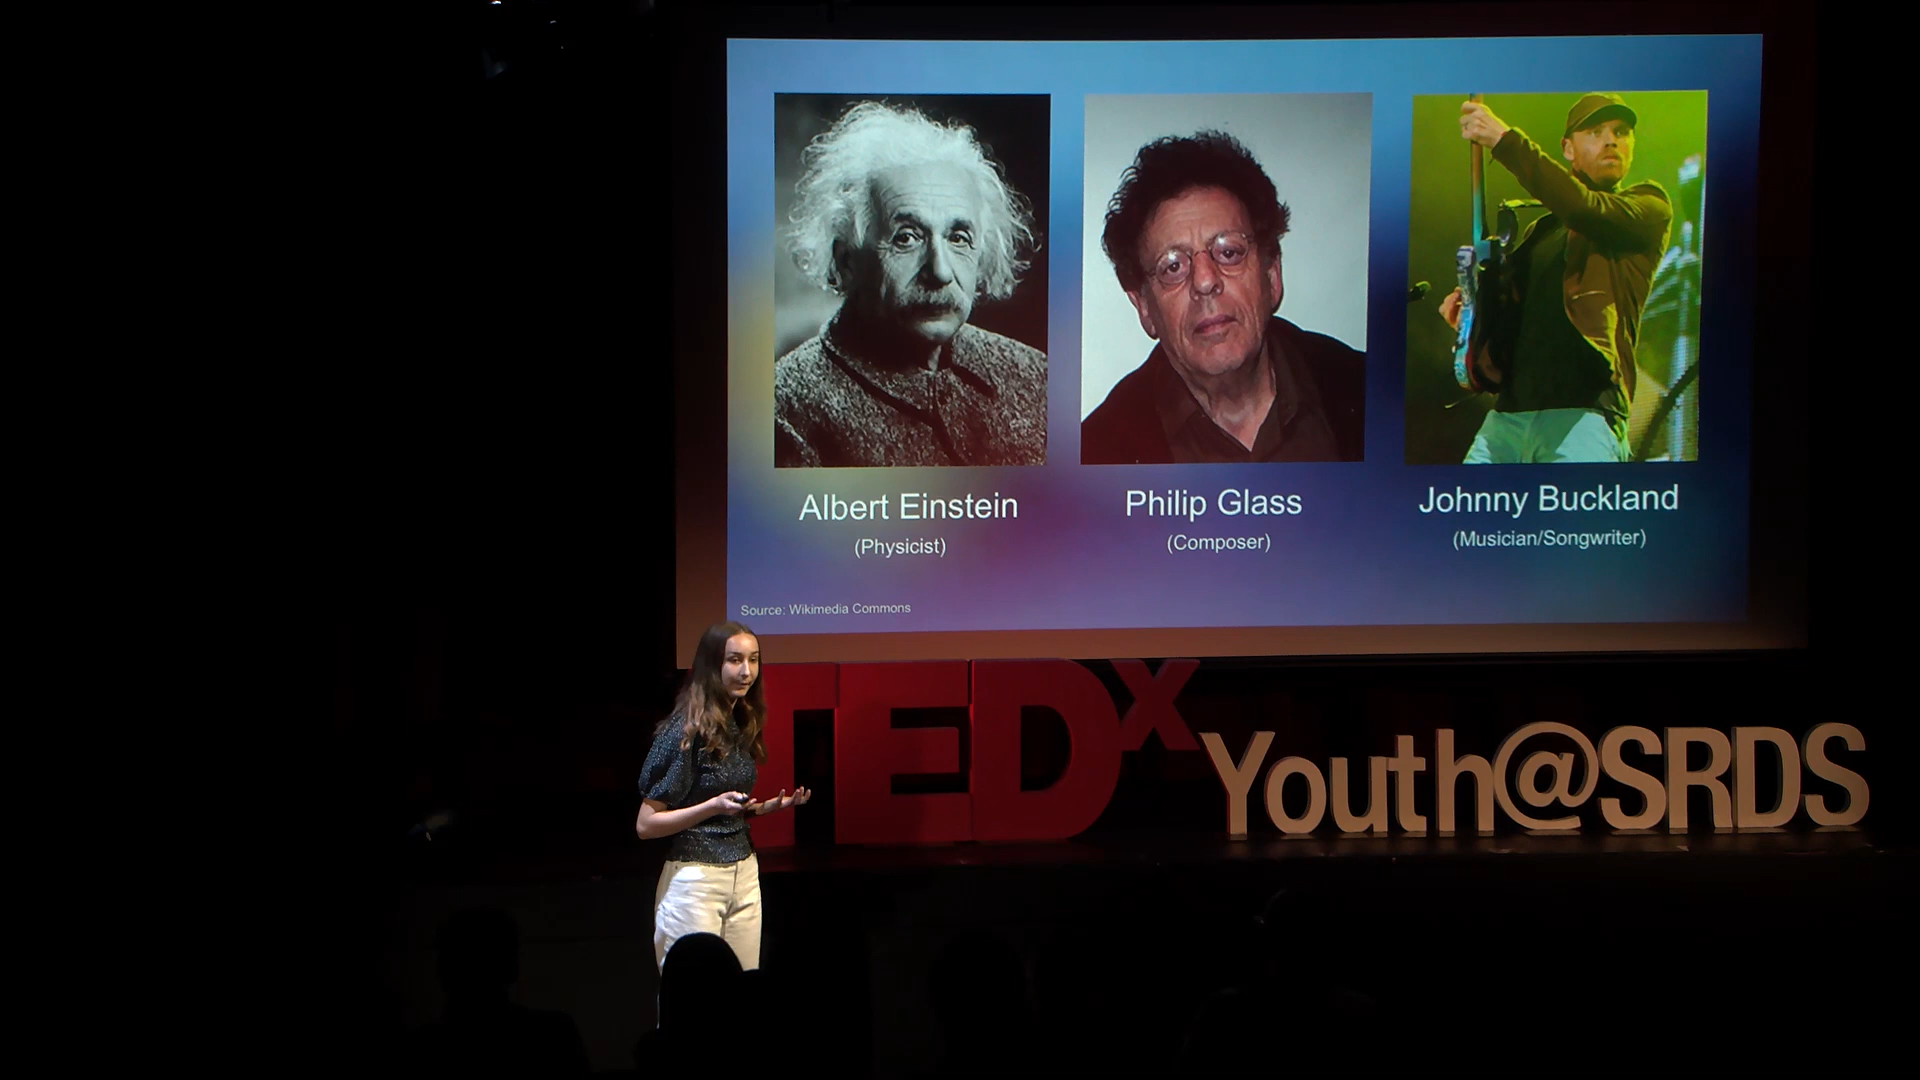 Albert Einstein
(Physicist)
Philip Glass
(Composer)
Johnny Buckland
(Musician/Songwriter)
Source: Wikimedia Commons
TEDx
Youth@SRDS